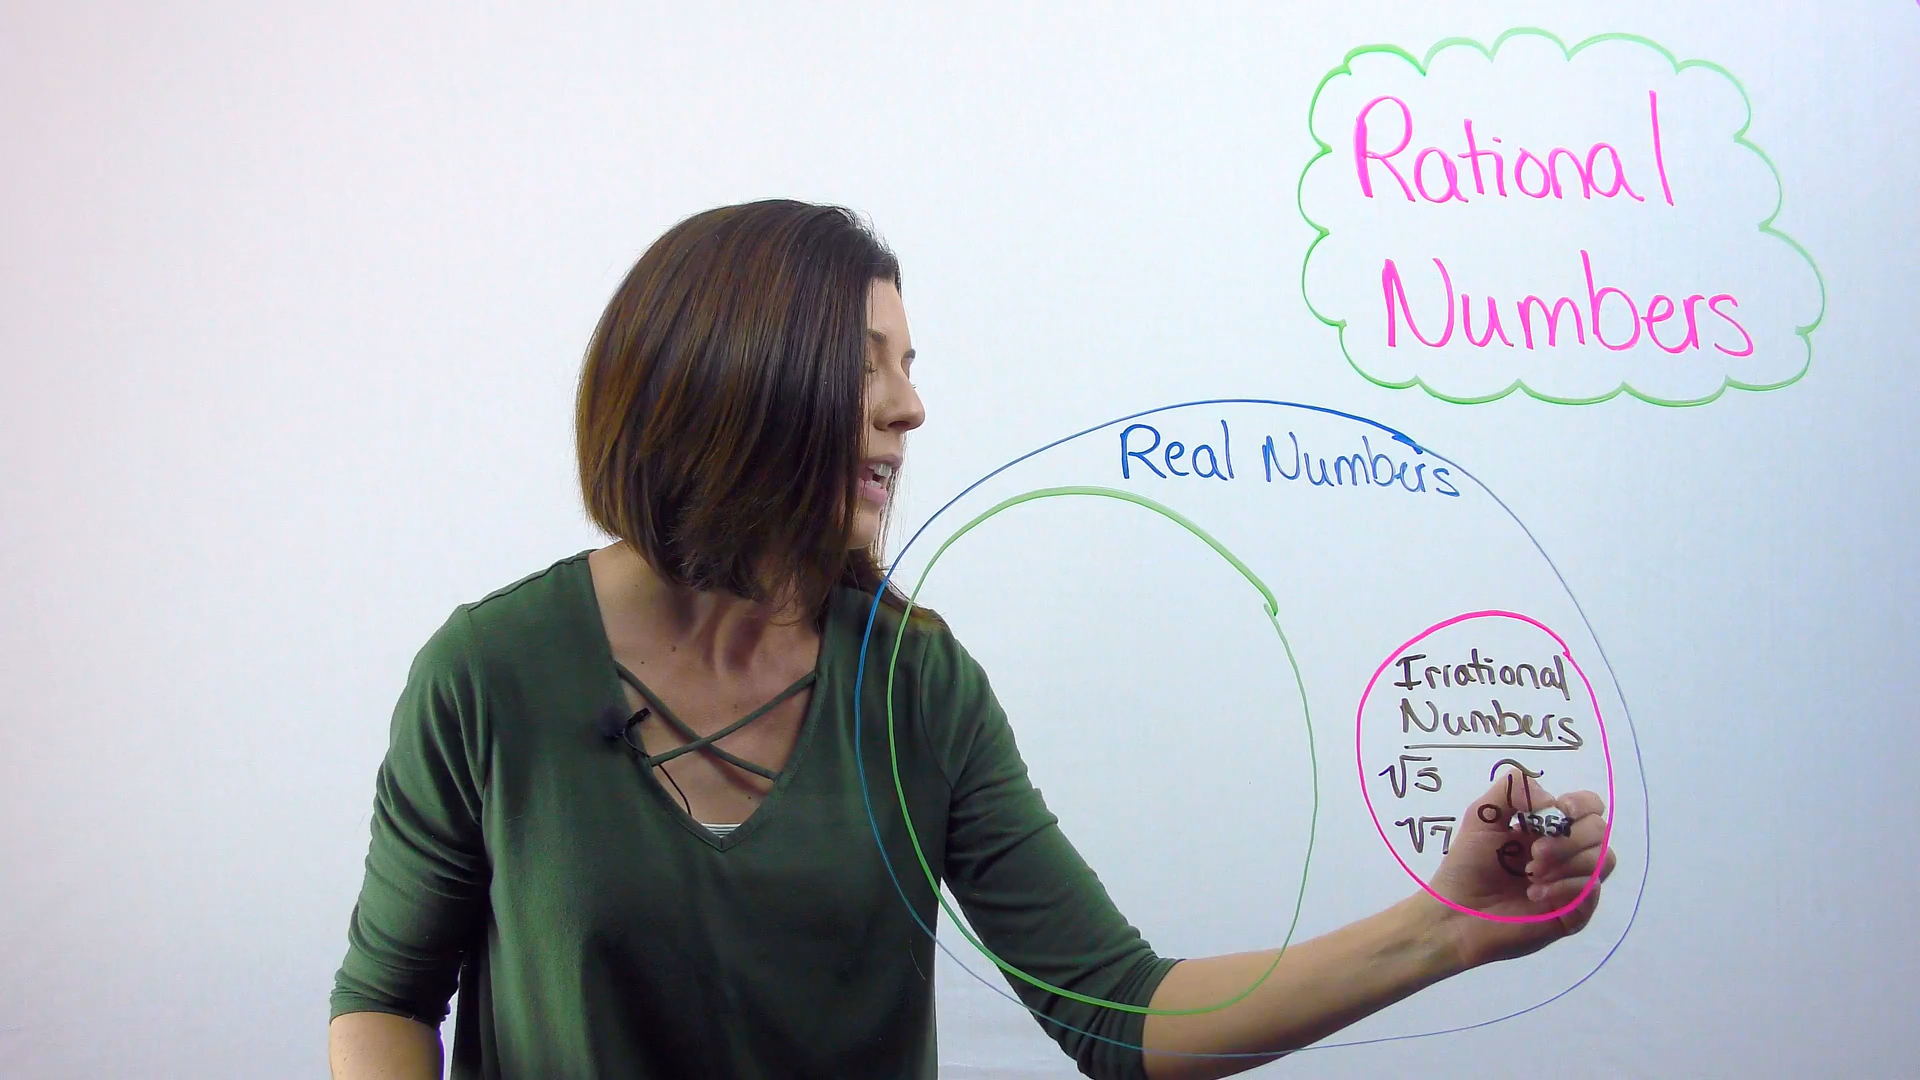 Rational
Numbers
Real Numbers
Irrational
Numbers
√5 π
√7
e